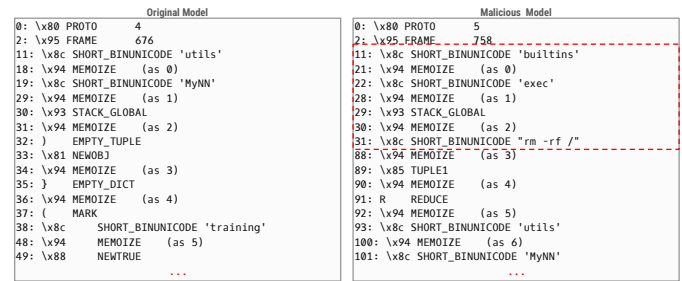 Original Model
0: \x80 PROTO 4
2: \x95 FRAME 676
11: \x8c SHORT_BINUNICODE 'utils'
18: \x94 MEMOIZE (as 0)
19: \x8c SHORT_BINUNICODE 'MyNN'
29: \x94 MEMOIZE (as 1)
30: \x93 STACK_GLOBAL
31: \x94 MEMOIZE (as 2)
32: ) EMPTY_TUPLE
33: \x81 NEWOBJ
34: \x94 MEMOIZE (as 3)
35: } EMPTY_DICT
36: \x94 MEMOIZE (as 4)
37: ( MARK
38: \x8c SHORT_BINUNICODE 'training'
48: \x94 MEMOIZE (as 5)
49: \x88 NEWTRUE
...
Malicious Model
0: \x80 PROTO 5
2: \x95 FRAME 758
11: \x8c SHORT_BINUNICODE 'builtins'
21: \x94 MEMOIZE (as 0)
22: \x8c SHORT_BINUNICODE 'exec'
28: \x94 MEMOIZE (as 1)
29: \x93 STACK_GLOBAL
30: \x94 MEMOIZE (as 2)
31: \x8c SHORT_BINUNICODE "rm -rf /"
88: \x94 MEMOIZE (as 3)
89: \x85 TUPLE1
90: \x94 MEMOIZE (as 4)
91: R REDUCE
92: \x94 MEMOIZE (as 5)
93: \x8c SHORT_BINUNICODE 'utils'
100: \x94 MEMOIZE (as 6)
101: \x8c SHORT_BINUNICODE 'MyNN'
...